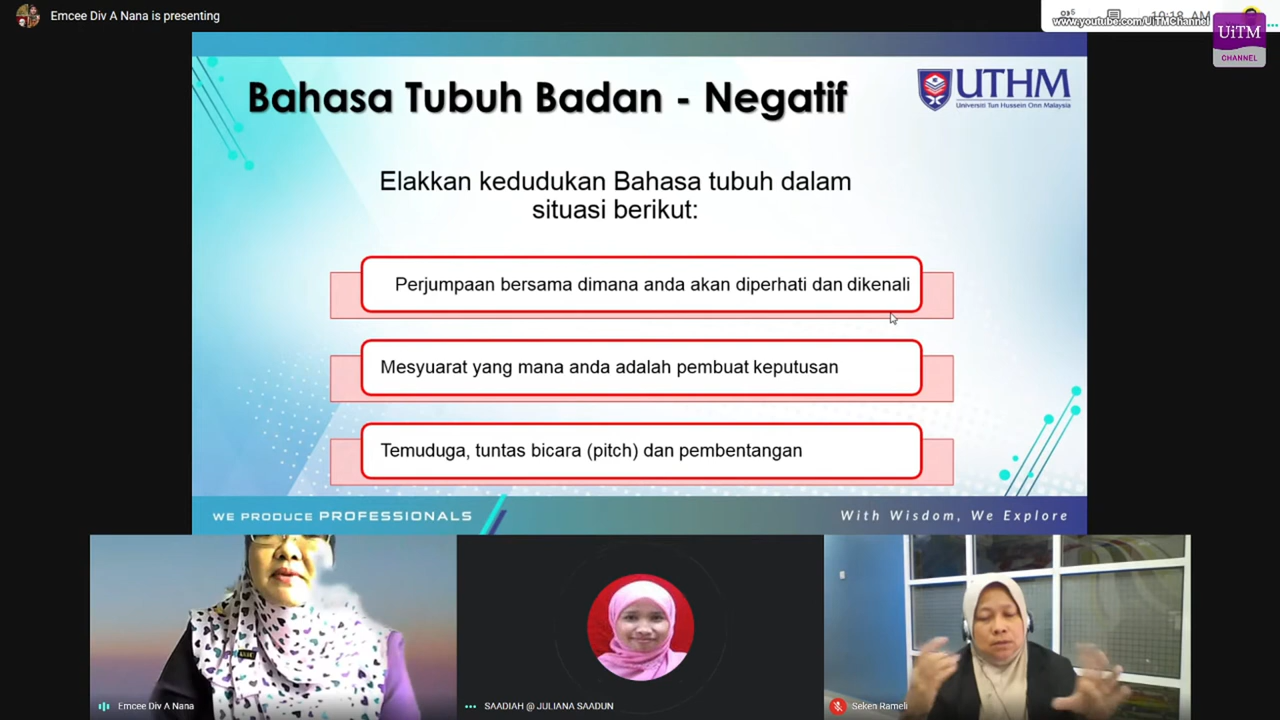 Emcee Div A Nana is presenting
10:18 AM
www.youtube.com/UiTMChannel
UiTM
CHANNEL
Bahasa Tubuh Badan - Negatif
UTHM
Universiti Tun Hussein Onn Malaysia
Elakkan kedudukan Bahasa tubuh dalam
situasi berikut:
Perjumpaan bersama dimana anda akan diperhati dan dikenali
Mesyuarat yang mana anda adalah pembuat keputusan
Temuduga, tuntas bicara (pitch) dan pembentangan
WE PRODUCE PROFESSIONALS
With Wisdom, We Explore
Emcee Div A Nana
SAADIAH @ JULIANA SAADUN
Seken Rameli